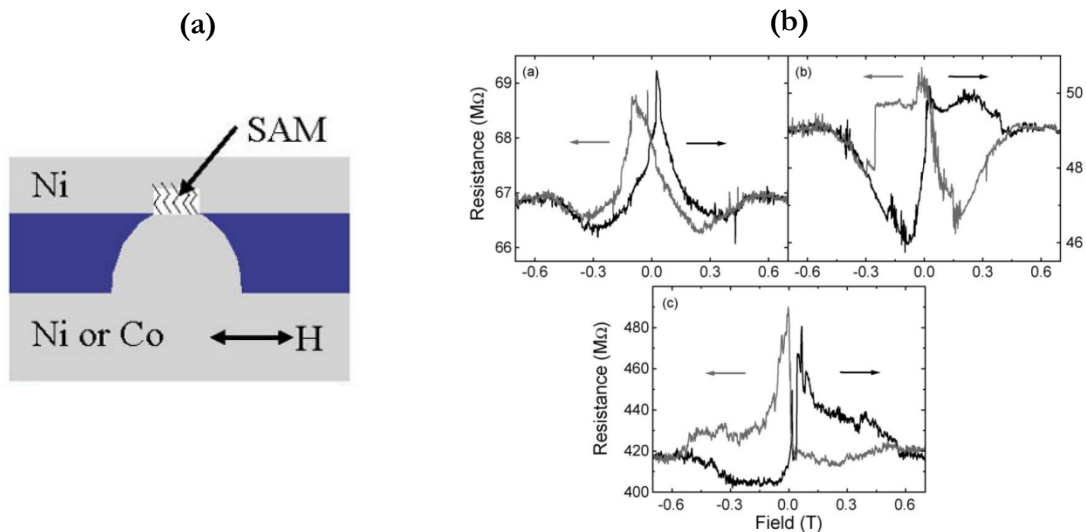 (a)
(b)
SAM
Ni
Ni or Co
H
(a)
Resistance (MΩ)
69
68
67
66
-0.6 -0.3 0.0 0.3 0.6
(b)
50
48
46
-0.6 -0.3 0.0 0.3 0.6
(c)
Resistance (MΩ)
480
460
440
420
400
-0.6 -0.3 0.0 0.3 0.6
Field (T)